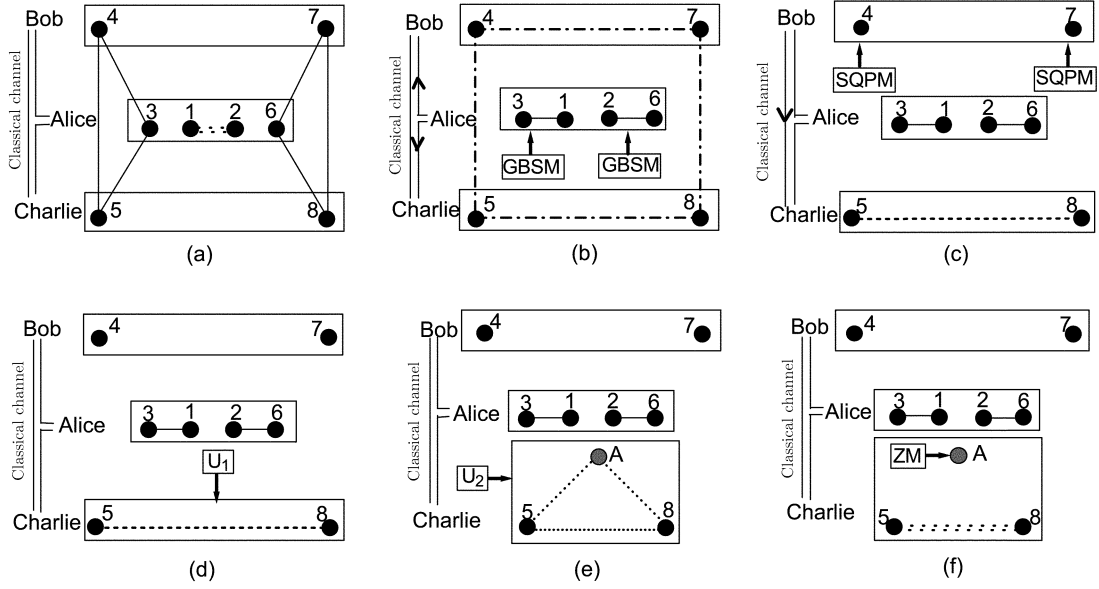 Bob 4 7
Classical channel
Alice 3 1 2 6
Charlie 5 8
(a)
Bob 4 7
Classical channel
Alice 3 1 2 6
GBSM GBSM
Charlie 5 8
(b)
Bob 4 7
SQPM SQPM
Classical channel
Alice 3 1 2 6
Charlie 5 8
(c)
Bob 4 7
Classical channel
Alice 3 1 2 6
U1
Charlie 5 8
(d)
Bob 4 7
Classical channel
Alice 3 1 2 6
A
U2
Charlie 5 8
(e)
Bob 4 7
Classical channel
Alice 3 1 2 6
ZM A
Charlie 5 8
(f)